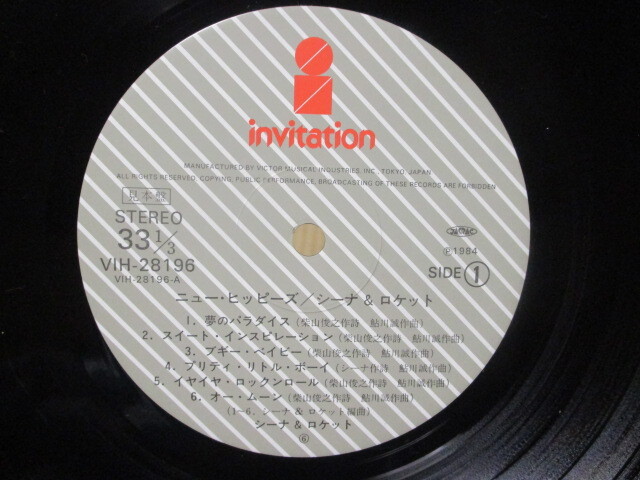 invitation
MANUFACTURED BY VICTOR MUSICAL INDUSTRIES, INC., TOKYO, JAPAN
ALL RIGHTS RESERVED. COPYING, PUBLIC PERFORMANCE, BROADCASTING OF THESE RECORDS ARE FORBIDDEN
見本盤
STEREO
33 1/3
VIH-28196
VIH-28196-A
JASRAC
Ⓟ1984
SIDE ①
ニュー・ヒッピーズ／シーナ & ロケット
1. 夢のパラダイス (柴山俊之作詩 鮎川誠作曲)
2. スイート・インスピレーション (柴山俊之作詩 鮎川誠作曲)
3. ブギー・ベイビー (柴山俊之作詩 鮎川誠作曲)
4. プリティ・リトル・ボーイ (シーナ作詩 鮎川誠作曲)
5. イヤイヤ・ロックンロール (柴山俊之作詩 鮎川誠作曲)
6. オー・ムーン (柴山俊之作詩 鮎川誠作曲)
(1~6. シーナ & ロケット編曲)
シーナ & ロケット
⑥